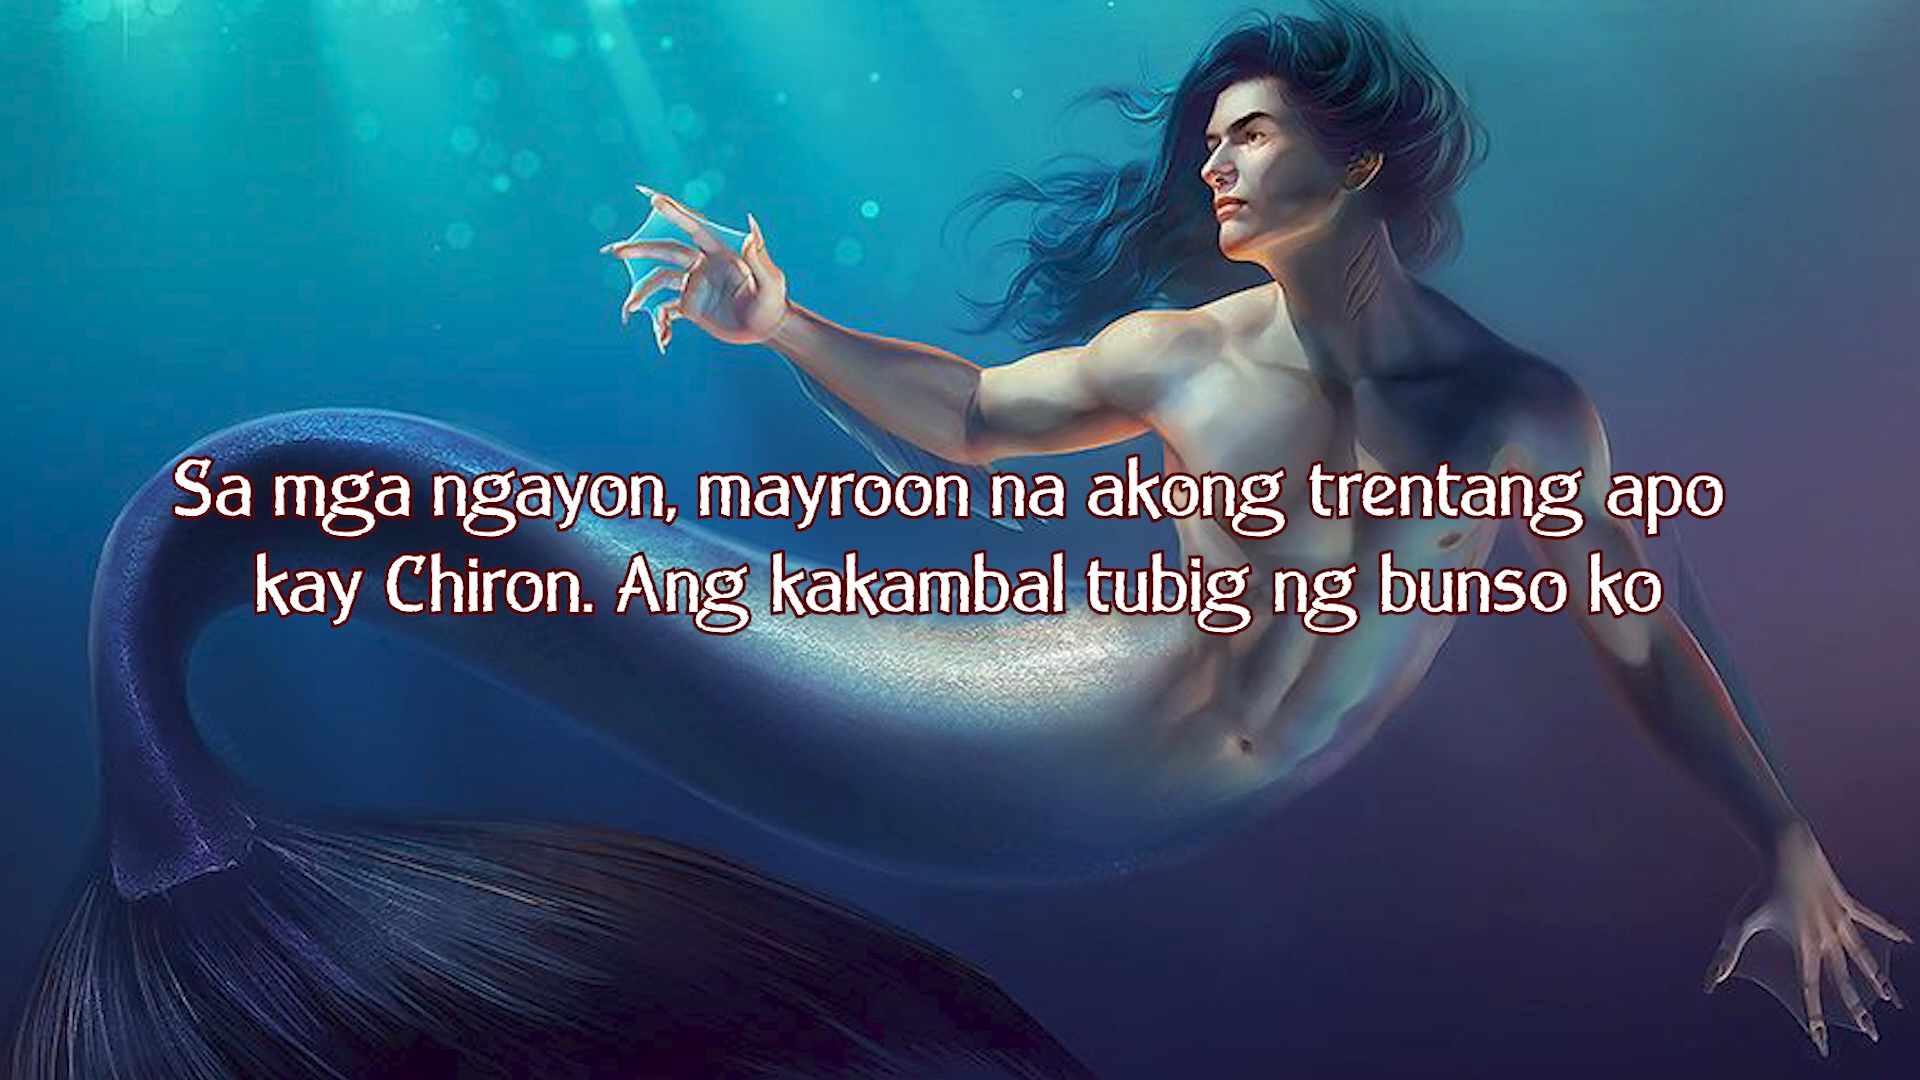 Sa mga ngayon, mayroon na akong trentang apo
kay Chiron. Ang kakambal tubig ng bunso ko